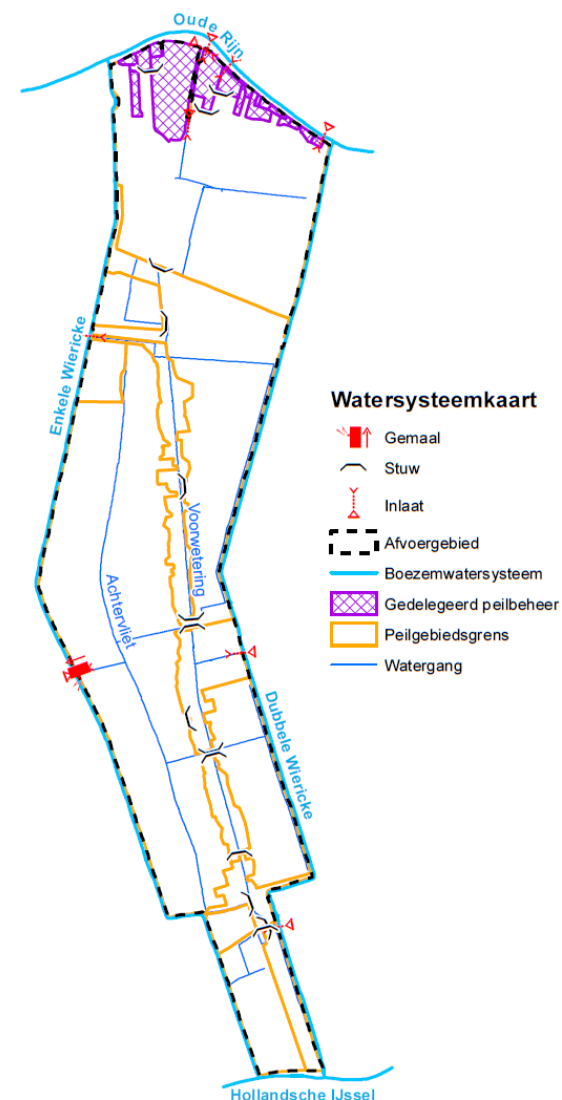 Oude Rijn
Enkele Wiericke
Voorwetering
Achtervliet
Dubbele Wiericke
Hollandsche IJssel
Watersysteemkaart
Gemaal
Stuw
Inlaat
Afvoergebied
Boezemwatersysteem
Gedelegeerd peilbeheer
Peilgebiedsgrens
Watergang